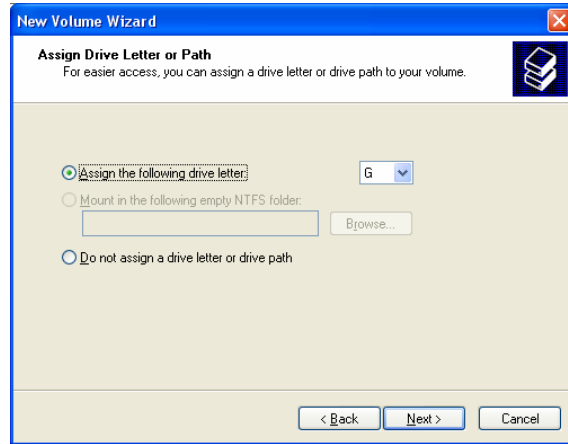 New Volume Wizard
Assign Drive Letter or Path
For easier access, you can assign a drive letter or drive path to your volume.
Assign the following drive letter:
G
Mount in the following empty NTFS folder:
Browse...
Do not assign a drive letter or drive path
< Back
Next >
Cancel